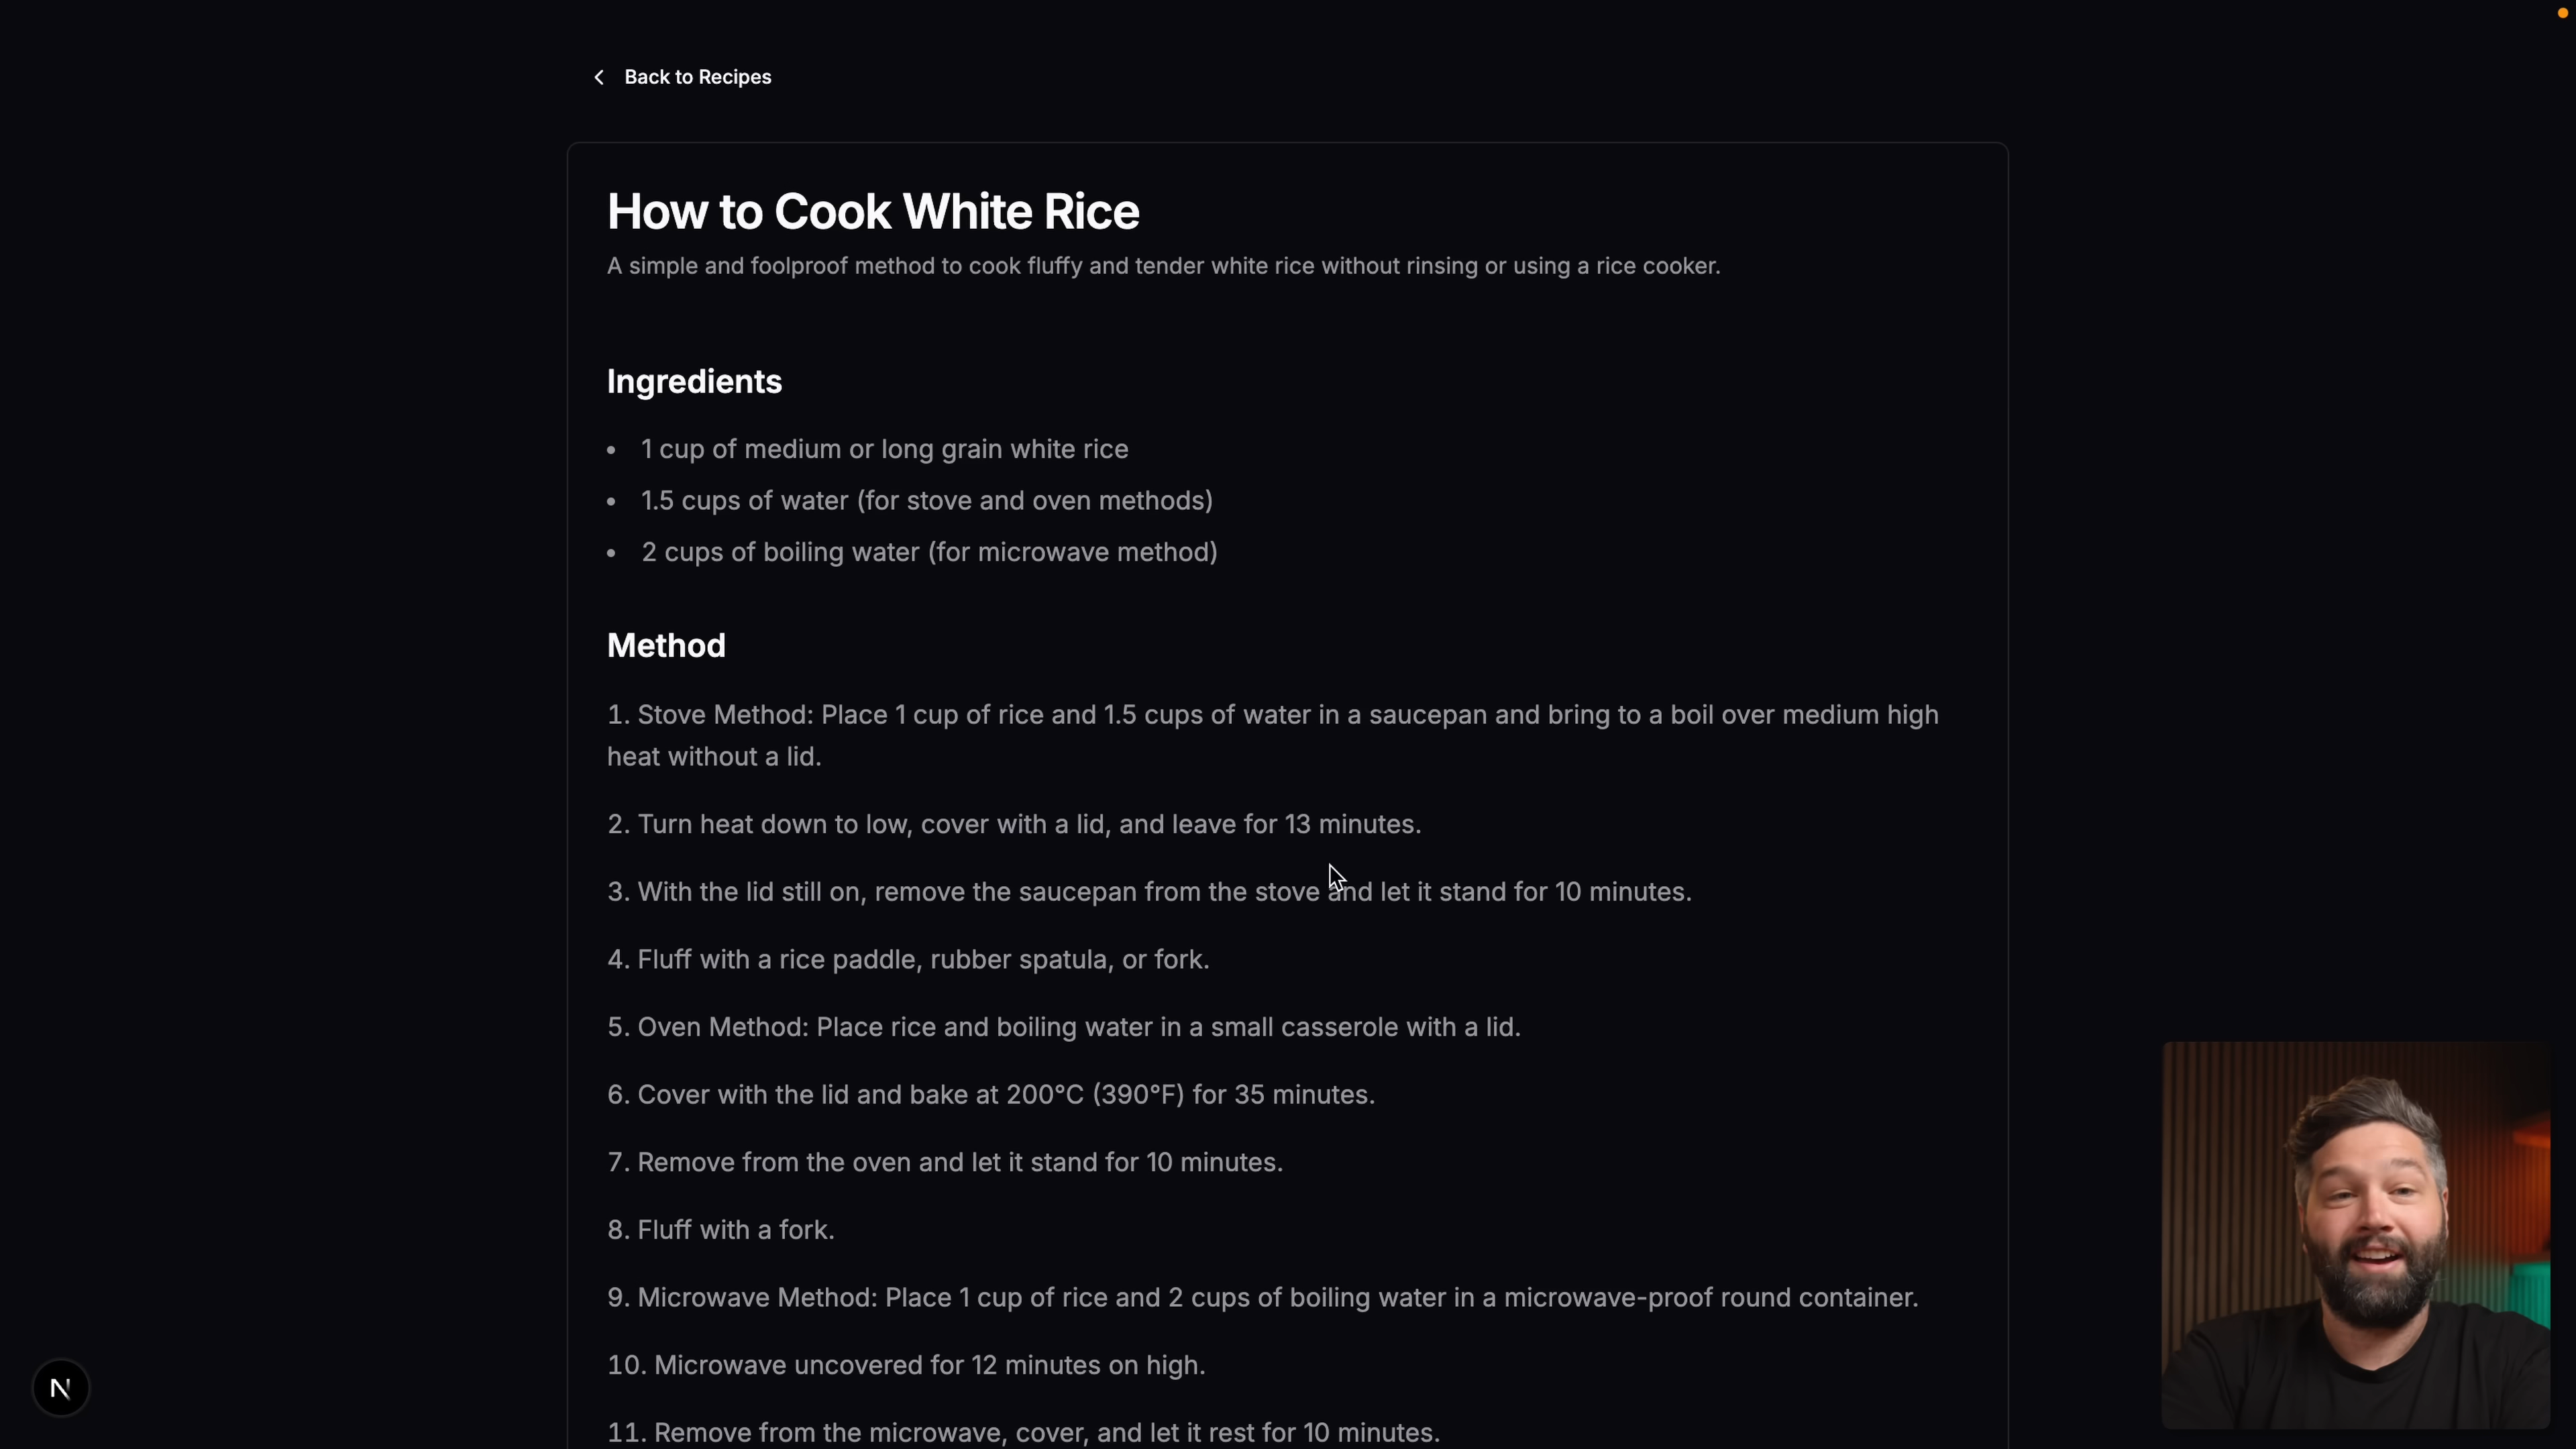 Back to Recipes
How to Cook White Rice
A simple and foolproof method to cook fluffy and tender white rice without rinsing or using a rice cooker.
Ingredients
• 1 cup of medium or long grain white rice
• 1.5 cups of water (for stove and oven methods)
• 2 cups of boiling water (for microwave method)
Method
1. Stove Method: Place 1 cup of rice and 1.5 cups of water in a saucepan and bring to a boil over medium high
heat without a lid.
2. Turn heat down to low, cover with a lid, and leave for 13 minutes.
3. With the lid still on, remove the saucepan from the stove and let it stand for 10 minutes.
4. Fluff with a rice paddle, rubber spatula, or fork.
5. Oven Method: Place rice and boiling water in a small casserole with a lid.
6. Cover with the lid and bake at 200°C (390°F) for 35 minutes.
7. Remove from the oven and let it stand for 10 minutes.
8. Fluff with a fork.
9. Microwave Method: Place 1 cup of rice and 2 cups of boiling water in a microwave-proof round container.
10. Microwave uncovered for 12 minutes on high.
11. Remove from the microwave, cover, and let it rest for 10 minutes.
N